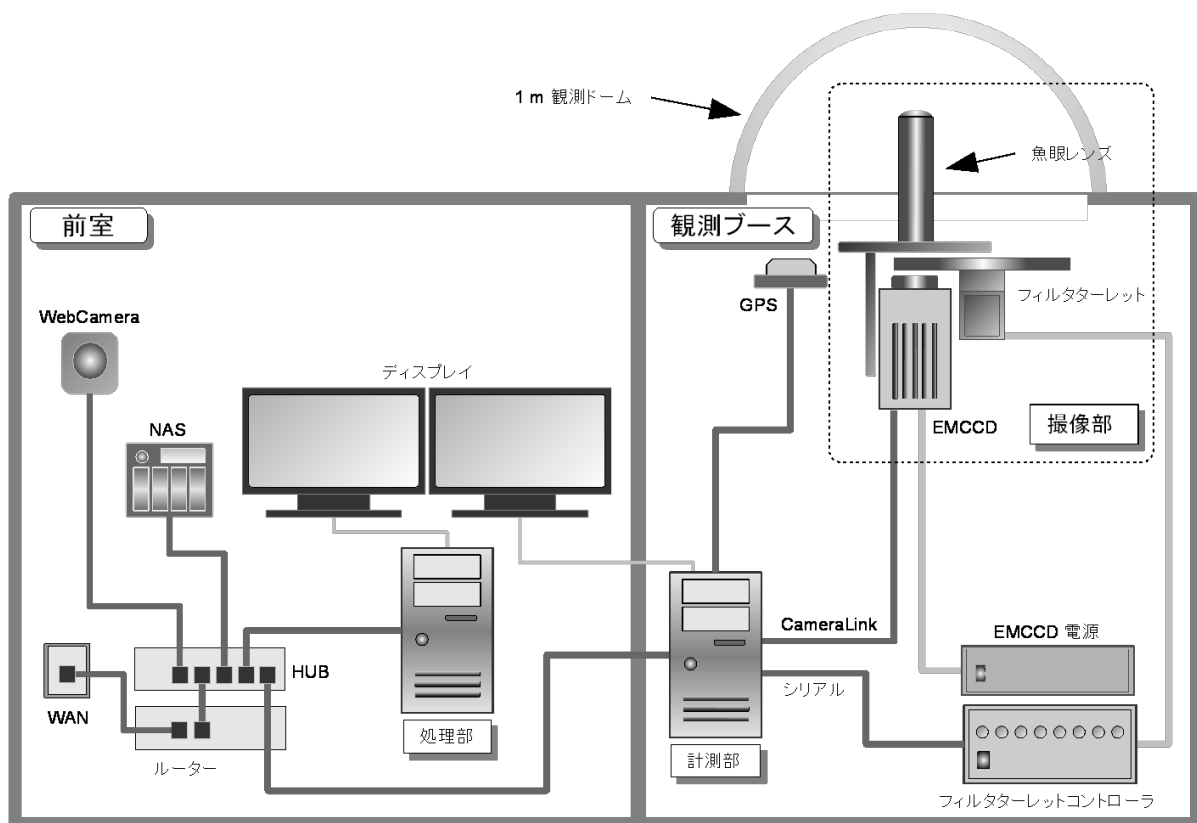 1 m 観測ドーム
魚眼レンズ
前室
観測ブース
GPS
フィルタターレット
WebCamera
ディスプレイ
NAS
EMCCD
撮像部
CameraLink
EMCCD 電源
HUB
シリアル
WAN
処理部
計測部
ルーター
フィルタターレットコントローラ